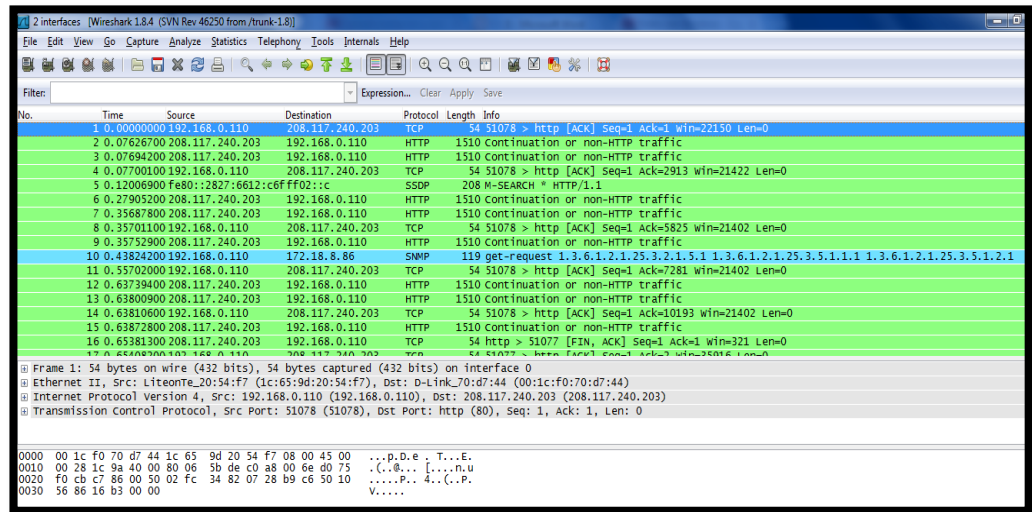 2 interfaces [Wireshark 1.8.4 (SVN Rev 46250 from /trunk-1.8)]
File Edit View Go Capture Analyze Statistics Telephony Tools Internals Help
Filter: Expression... Clear Apply Save
No. Time Source Destination Protocol Length Info
1 0.00000000 192.168.0.110 208.117.240.203 TCP 54 51078 > http [ACK] Seq=1 Ack=1 Win=22150 Len=0
2 0.07626700 208.117.240.203 192.168.0.110 HTTP 1510 Continuation or non-HTTP traffic
3 0.07694200 208.117.240.203 192.168.0.110 HTTP 1510 Continuation or non-HTTP traffic
4 0.07700100 192.168.0.110 208.117.240.203 TCP 54 51078 > http [ACK] Seq=1 Ack=2913 Win=21422 Len=0
5 0.12006900 fe80::2827:6612:c6f ff02::c SSDP 208 M-SEARCH * HTTP/1.1
6 0.27905200 208.117.240.203 192.168.0.110 HTTP 1510 Continuation or non-HTTP traffic
7 0.35687800 208.117.240.203 192.168.0.110 HTTP 1510 Continuation or non-HTTP traffic
8 0.35701100 192.168.0.110 208.117.240.203 TCP 54 51078 > http [ACK] Seq=1 Ack=5825 Win=21402 Len=0
9 0.35752900 208.117.240.203 192.168.0.110 HTTP 1510 Continuation or non-HTTP traffic
10 0.43824200 192.168.0.110 172.18.8.86 SNMP 119 get-request 1.3.6.1.2.1.25.3.2.1.5.1 1.3.6.1.2.1.25.3.5.1.1.1 1.3.6.1.2.1.25.3.5.1.2.1
11 0.55702000 192.168.0.110 208.117.240.203 TCP 54 51078 > http [ACK] Seq=1 Ack=7281 Win=21402 Len=0
12 0.63739400 208.117.240.203 192.168.0.110 HTTP 1510 Continuation or non-HTTP traffic
13 0.63800900 208.117.240.203 192.168.0.110 HTTP 1510 Continuation or non-HTTP traffic
14 0.63810600 192.168.0.110 208.117.240.203 TCP 54 51078 > http [ACK] Seq=1 Ack=10193 Win=21402 Len=0
15 0.63872800 208.117.240.203 192.168.0.110 HTTP 1510 Continuation or non-HTTP traffic
16 0.65381300 208.117.240.203 192.168.0.110 TCP 54 http > 51077 [FIN, ACK] Seq=1 Ack=1 Win=321 Len=0
17 0.65408200 192.168.0.110 208.117.240.203 TCP 54 51077 > http [ACK] Seq=1 Ack=2 Win=35916 Len=0
Frame 1: 54 bytes on wire (432 bits), 54 bytes captured (432 bits) on interface 0
Ethernet II, Src: LiteonTe_20:54:f7 (1c:65:9d:20:54:f7), Dst: D-Link_70:d7:44 (00:1c:f0:70:d7:44)
Internet Protocol Version 4, Src: 192.168.0.110 (192.168.0.110), Dst: 208.117.240.203 (208.117.240.203)
Transmission Control Protocol, Src Port: 51078 (51078), Dst Port: http (80), Seq: 1, Ack: 1, Len: 0
0000 00 1c f0 70 d7 44 1c 65 9d 20 54 f7 08 00 45 00 ...p.D.e . T...E.
0010 00 28 1c 9a 40 00 80 06 5b de c0 a8 00 6e d0 75 .(..@... [....n.u
0020 f0 cb c7 86 00 50 02 fc 34 82 07 28 b9 c6 50 10 .....P.. 4..(..P.
0030 56 86 16 b3 00 00 V.....